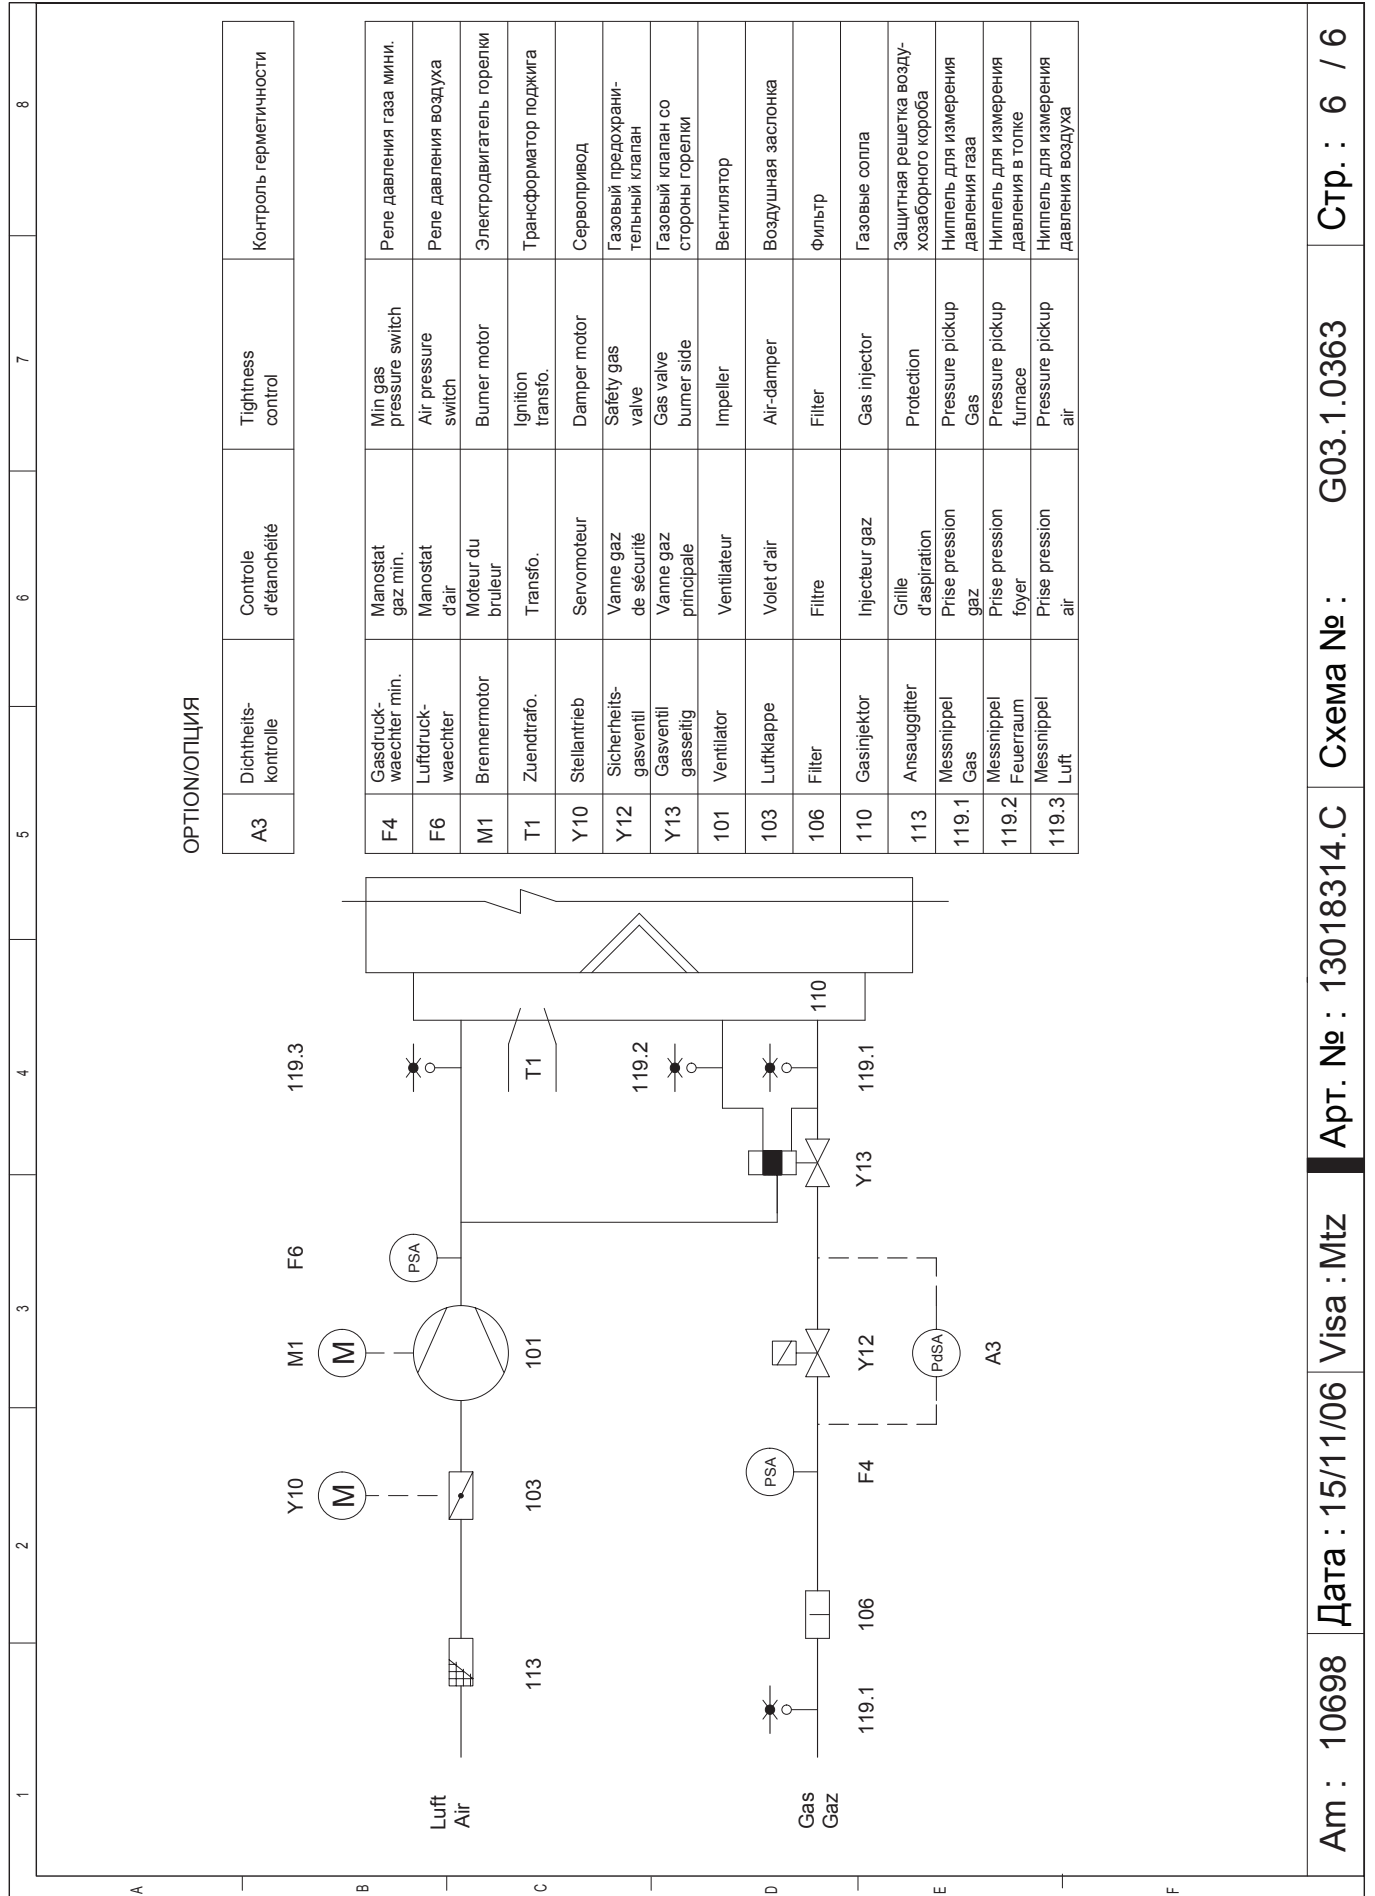 1
2
3
4
5
6
7
8
A
B
C
D
E
F
OPTION/ОПЦИЯ
A3
Dichtheits-
kontrolle
Controle
d'étanchéité
Tightness
control
Контроль герметичности
F4
Gasdruck-
waechter min.
Manostat
gaz min.
Min gas
pressure switch
Реле давления газа мини.
F6
Luftdruck-
waechter
Manostat
d'air
Air pressure
switch
Реле давления воздуха
M1
Brennermotor
Moteur du
bruleur
Burner motor
Электродвигатель горелки
T1
Zuendtrafo.
Transfo.
Ignition
transfo.
Трансформатор поджига
Y10
Stellantrieb
Servomoteur
Damper motor
Сервопривод
Y12
Sicherheits-
gasventil
Vanne gaz
de sécurité
Safety gas
valve
Газовый предохрани-
тельный клапан
Y13
Gasventil
gasseitig
Vanne gaz
principale
Gas valve
burner side
Газовый клапан со
стороны горелки
101
Ventilator
Ventilateur
Impeller
Вентилятор
103
Luftklappe
Volet d'air
Air-damper
Воздушная заслонка
106
Filter
Filtre
Filter
Фильтр
110
Gasinjektor
Injecteur gaz
Gas injector
Газовые сопла
113
Ansauggitter
Grille
d'aspiration
Protection
Защитная решетка возду-
хозаборного короба
119.1
Messnippel
Gas
Prise pression
gaz
Pressure pickup
Gas
Ниппель для измерения
давления газа
119.2
Messnippel
Feuerraum
Prise pression
foyer
Pressure pickup
furnace
Ниппель для измерения
давления в топке
119.3
Messnippel
Luft
Prise pression
air
Pressure pickup
air
Ниппель для измерения
давления воздуха
Y10
M1
F6
119.3
M
M
PSA
Luft
Air
113
103
101
T1
119.2
110
PSA
Gas
Gaz
119.1
106
F4
Y12
Y13
119.1
PdSA
A3
Am : 10698
Дата : 15/11/06
Visa : Mtz
Арт. № : 13018314.C
Схема № : G03.1.0363
Стр. : 6 / 6